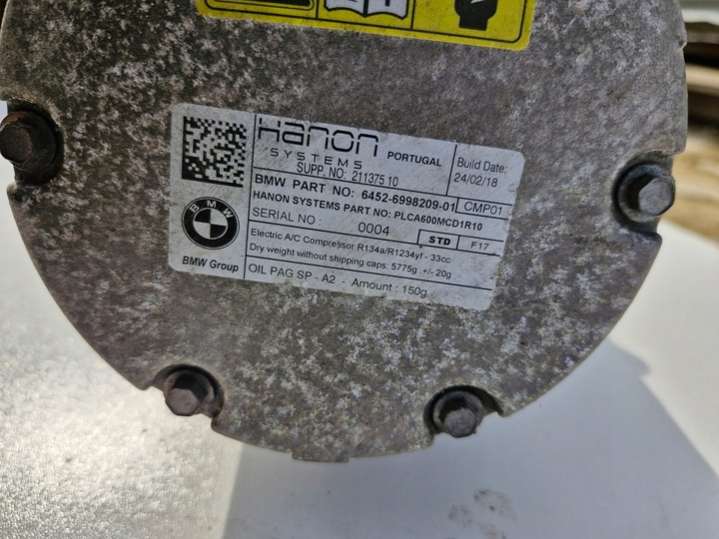 Hanon
SYSTEMS PORTUGAL
SUPP. NO: 211375 10
Build Date:
24/02/18
BMW PART NO: 6452-6998209-01 CMP01
HANON SYSTEMS PART NO: PLCA600MCD1R10
SERIAL NO : 0004 STD F17
Electric A/C Compressor R134a/R1234yf - 33cc
Dry weight without shipping caps: 5775g +/- 20g
OIL PAG SP - A2 - Amount : 150g
BMW
BMW Group